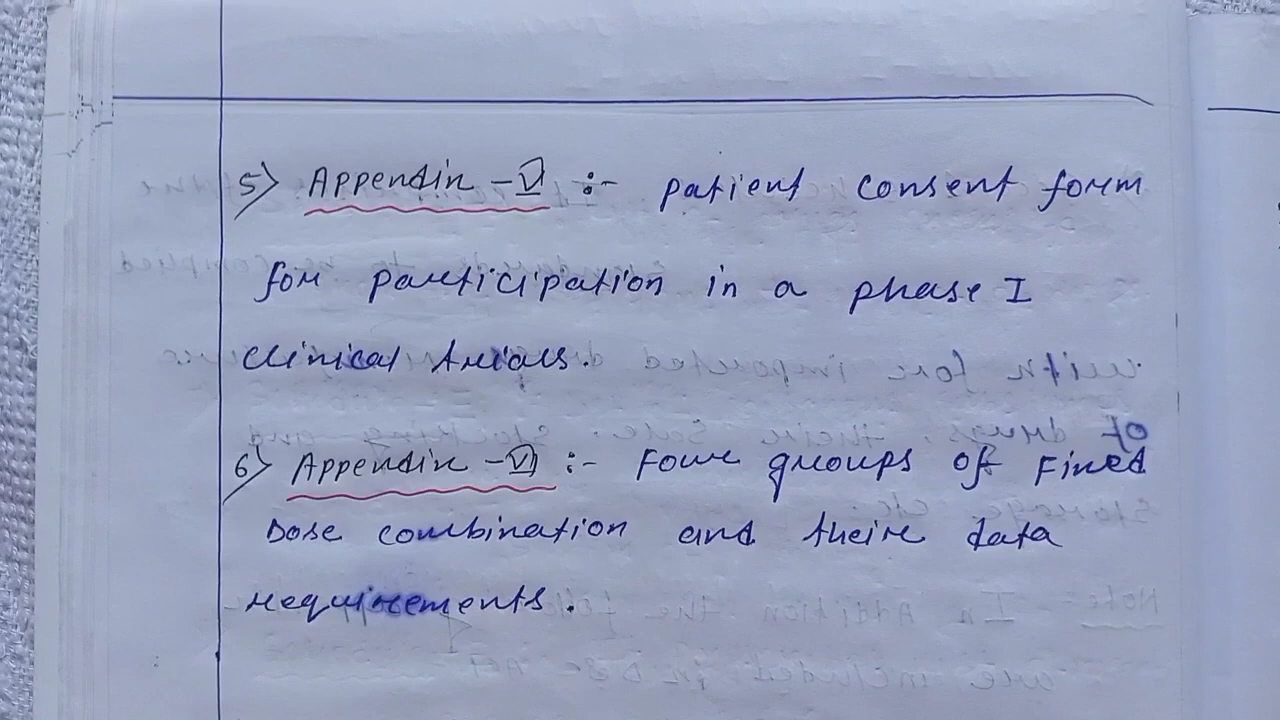 5) Appendix - V :- patient consent form
for participation in a phase I
clinical trials.
6) Appendix - VI :- Four groups of Fixed
Dose combination and their data
requirements.